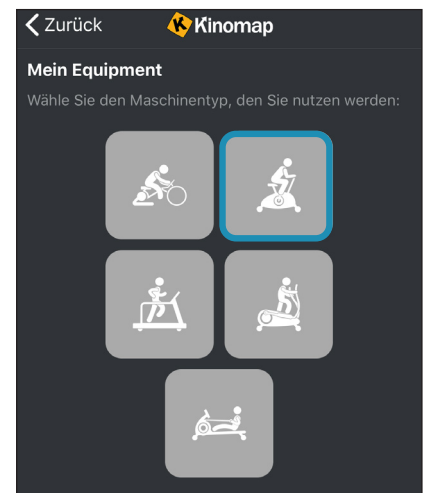 Zurück
Kinomap
Mein Equipment
Wähle Sie den Maschinentyp, den Sie nutzen werden: